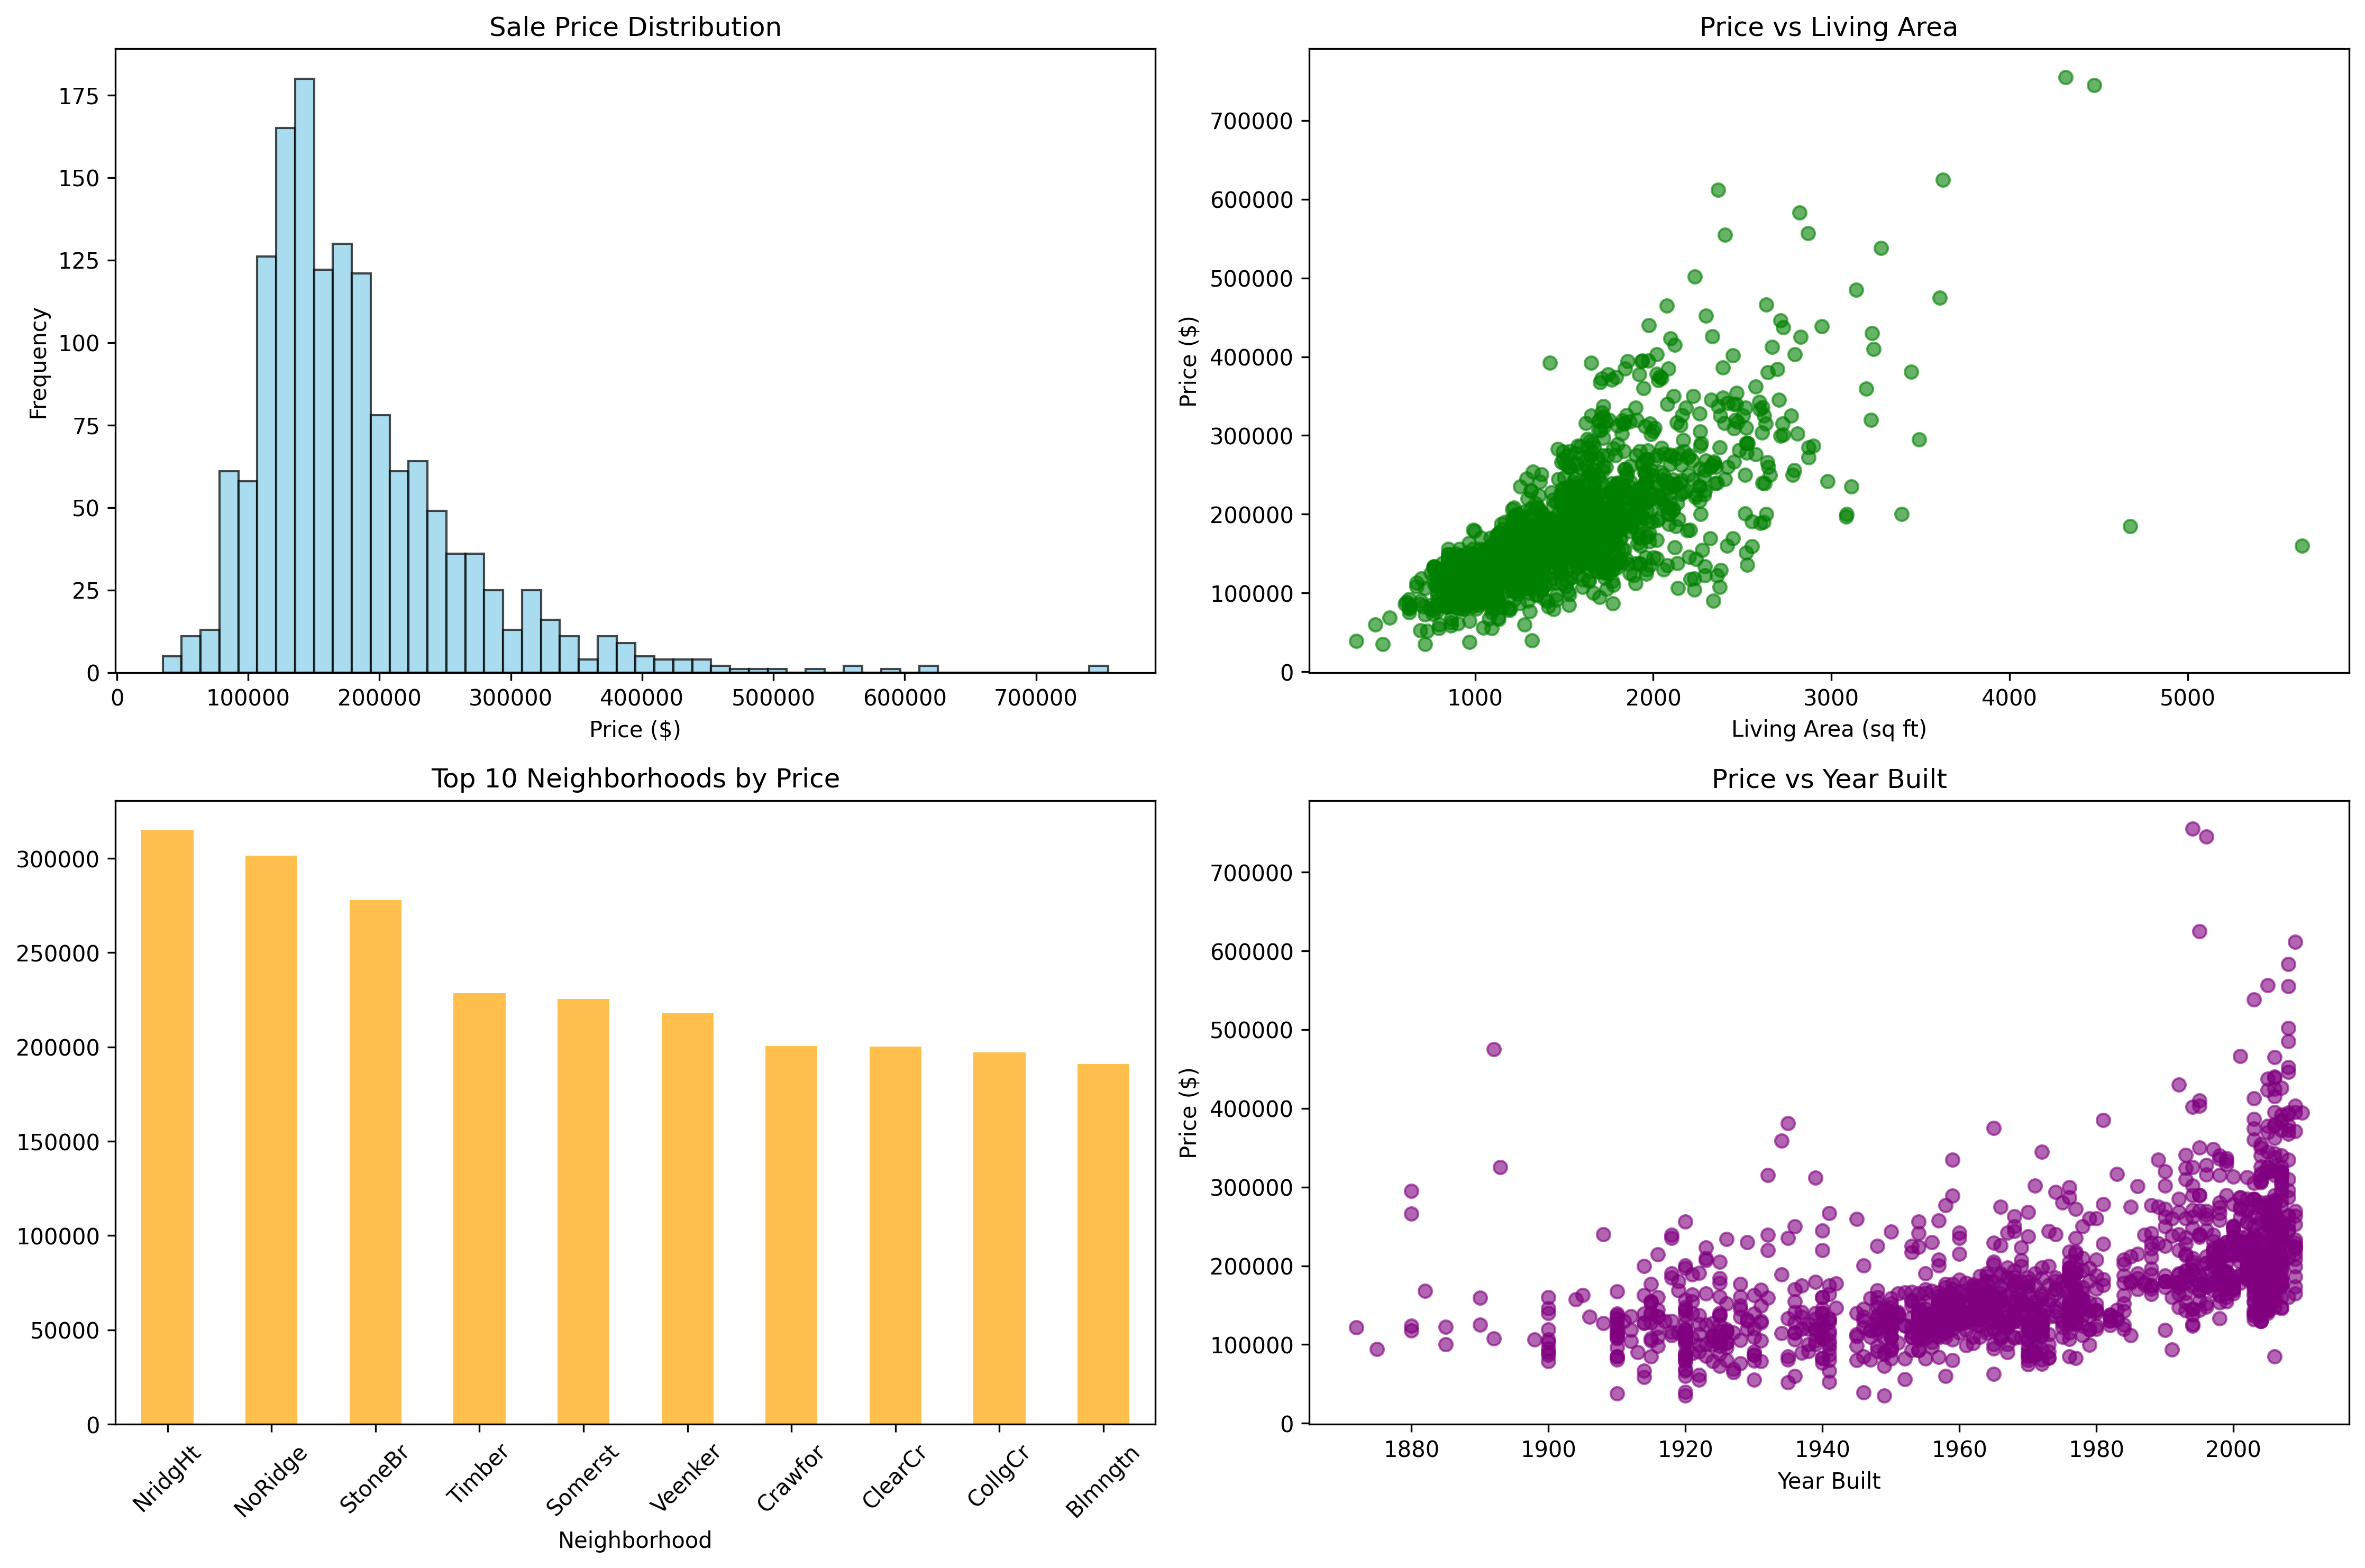 Sale Price Distribution
Frequency
175
150
125
100
75
50
25
0
0 100000 200000 300000 400000 500000 600000 700000
Price ($)
Price vs Living Area
Price ($)
700000
600000
500000
400000
300000
200000
100000
0
1000 2000 3000 4000 5000
Living Area (sq ft)
Top 10 Neighborhoods by Price
300000
250000
200000
150000
100000
50000
0
NridgHt NoRidge StoneBr Timber Somerst Veenker Crawfor ClearCr CollgCr Blmngtn
Neighborhood
Price vs Year Built
Price ($)
700000
600000
500000
400000
300000
200000
100000
0
1880 1900 1920 1940 1960 1980 2000
Year Built